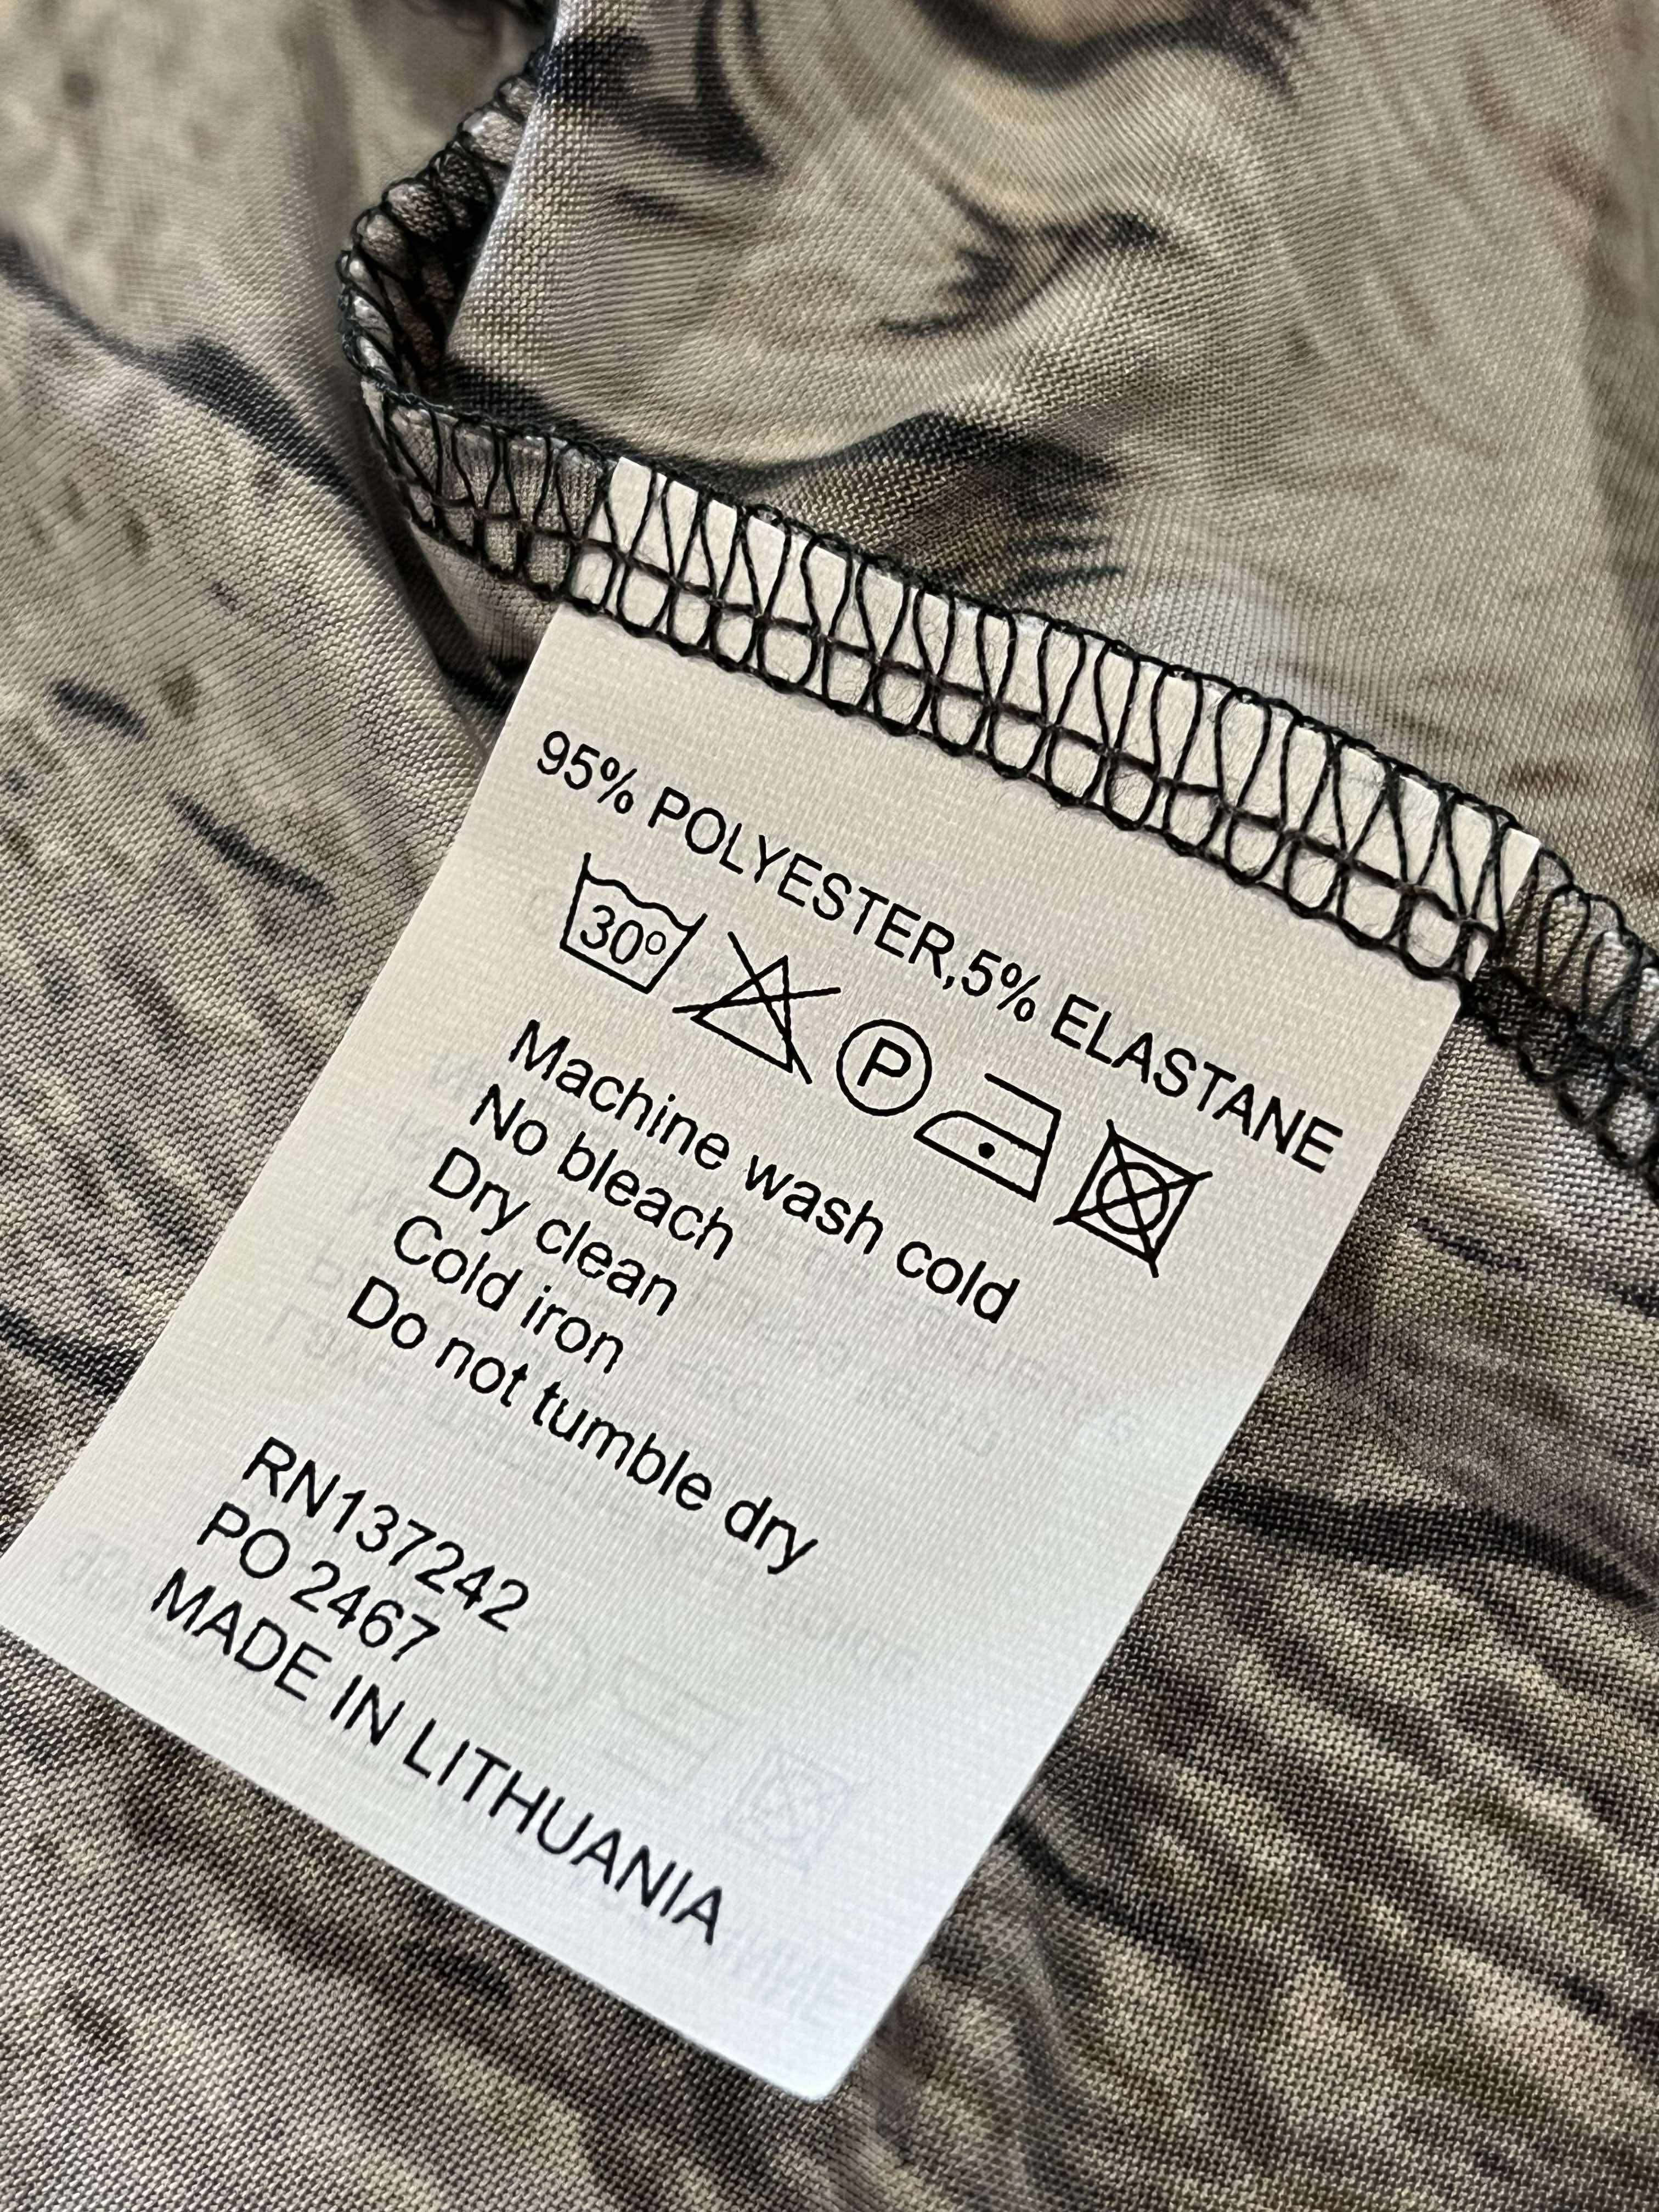 95% POLYESTER,5% ELASTANE
30° P
Machine wash cold
No bleach
Dry clean
Cold iron
Do not tumble dry
RN137242
PO 2467
MADE IN LITHUANIA